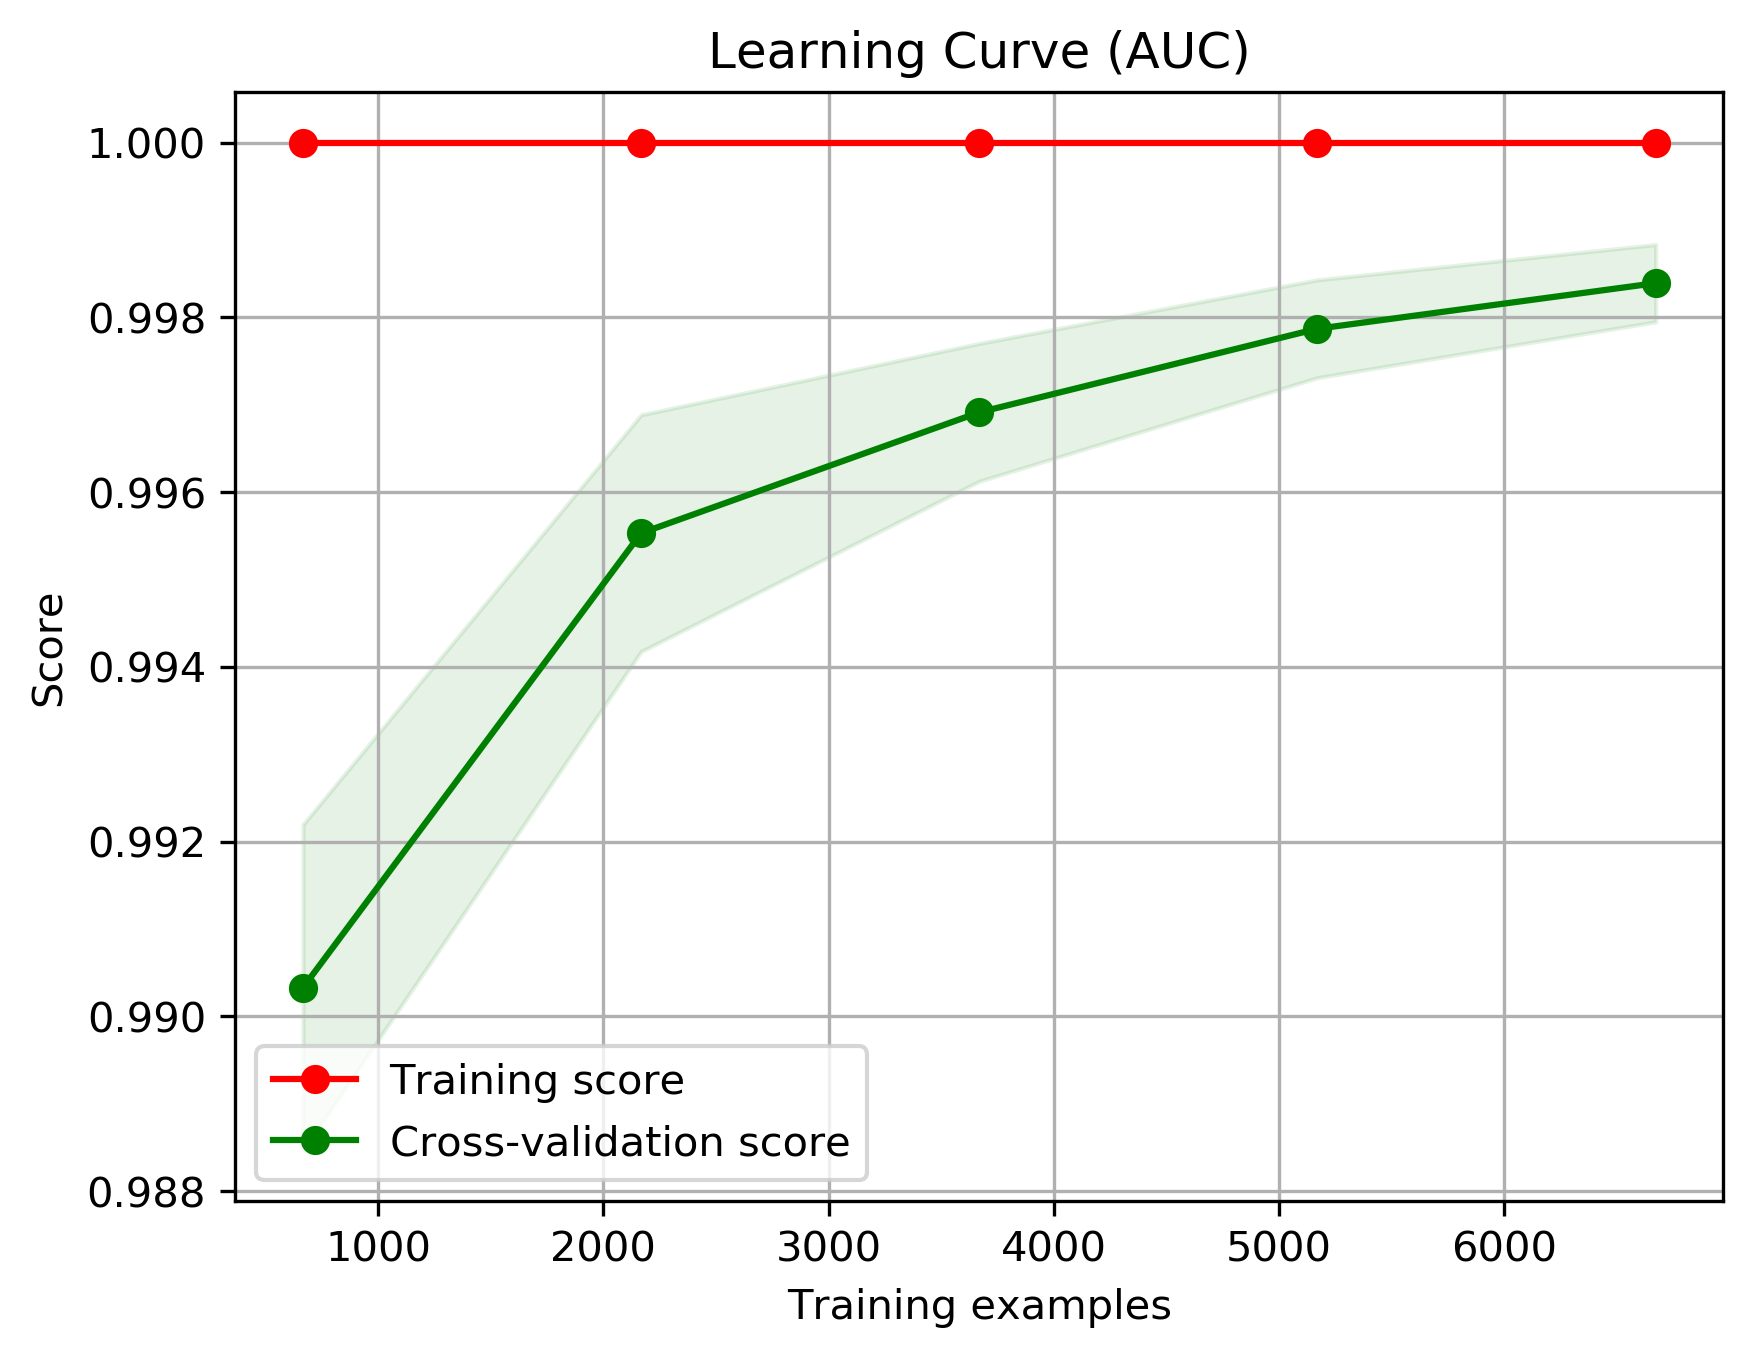 Learning Curve (AUC)
1.000
0.998
0.996
0.994
0.992
0.990
0.988
Score
Training score
Cross-validation score
1000 2000 3000 4000 5000 6000
Training examples